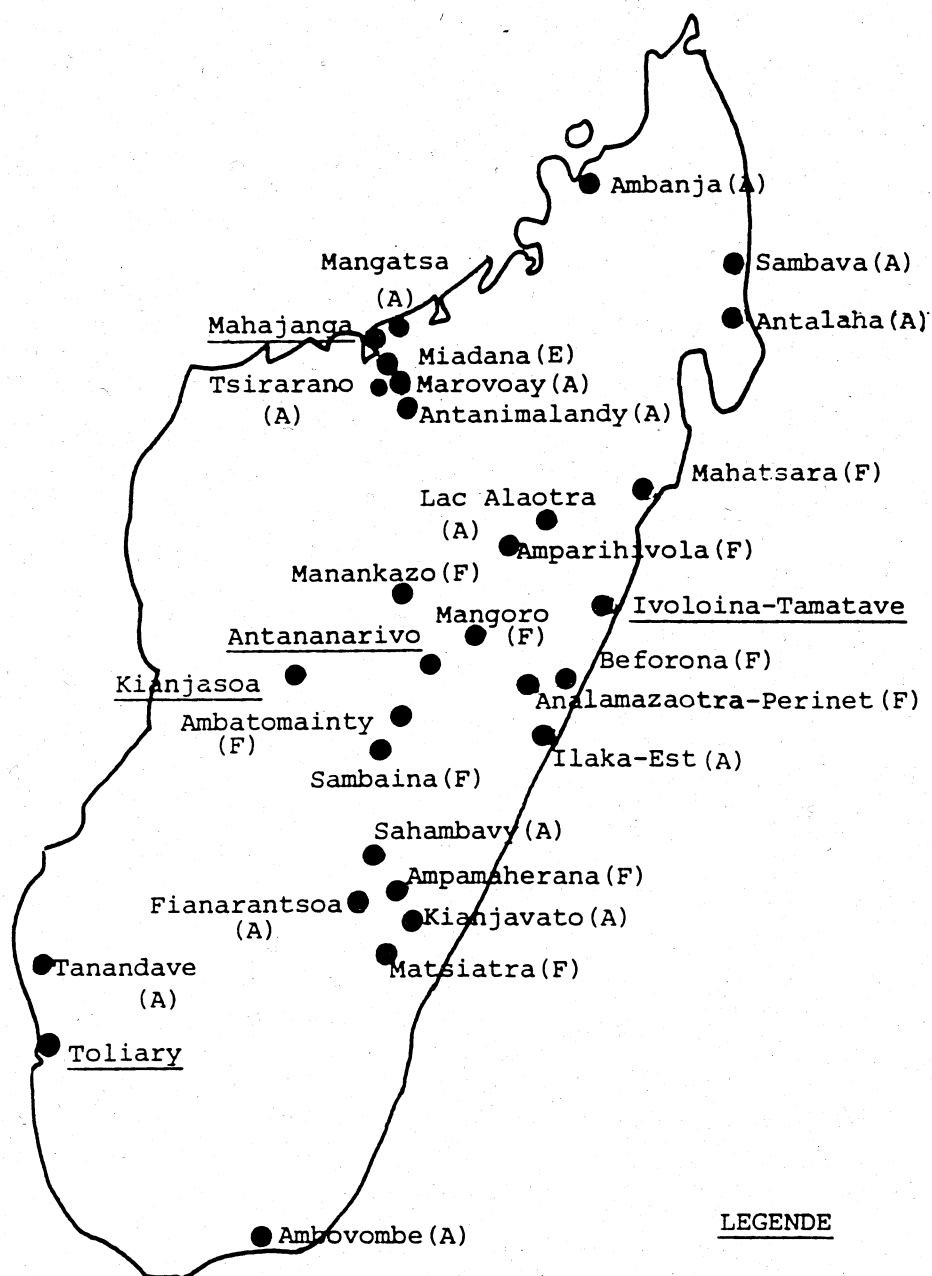 Ambanja(A)
Mangatsa
(A)
Sambava(A)
Mahajanga
Antalaha(A)
Miadana(E)
Tsirarano
(A)
Marovoay(A)
Antanimalandy(A)
Mahatsara(F)
Lac Alaotra
(A)
Amparihivola(F)
Manankazo(F)
Mangoro
(F)
Ivoloina-Tamatave
Antananarivo
Beforona(F)
Kianjasoa
Analamazaotra-Perinet(F)
Ambatomainty
(F)
Ilaka-Est(A)
Sambaina(F)
Sahambavy(A)
Ampamaherana(F)
Fianarantsoa
(A)
Kianjavato(A)
Matsiatra(F)
Tanandave
(A)
Toliary
Ambovombe(A)
LEGENDE